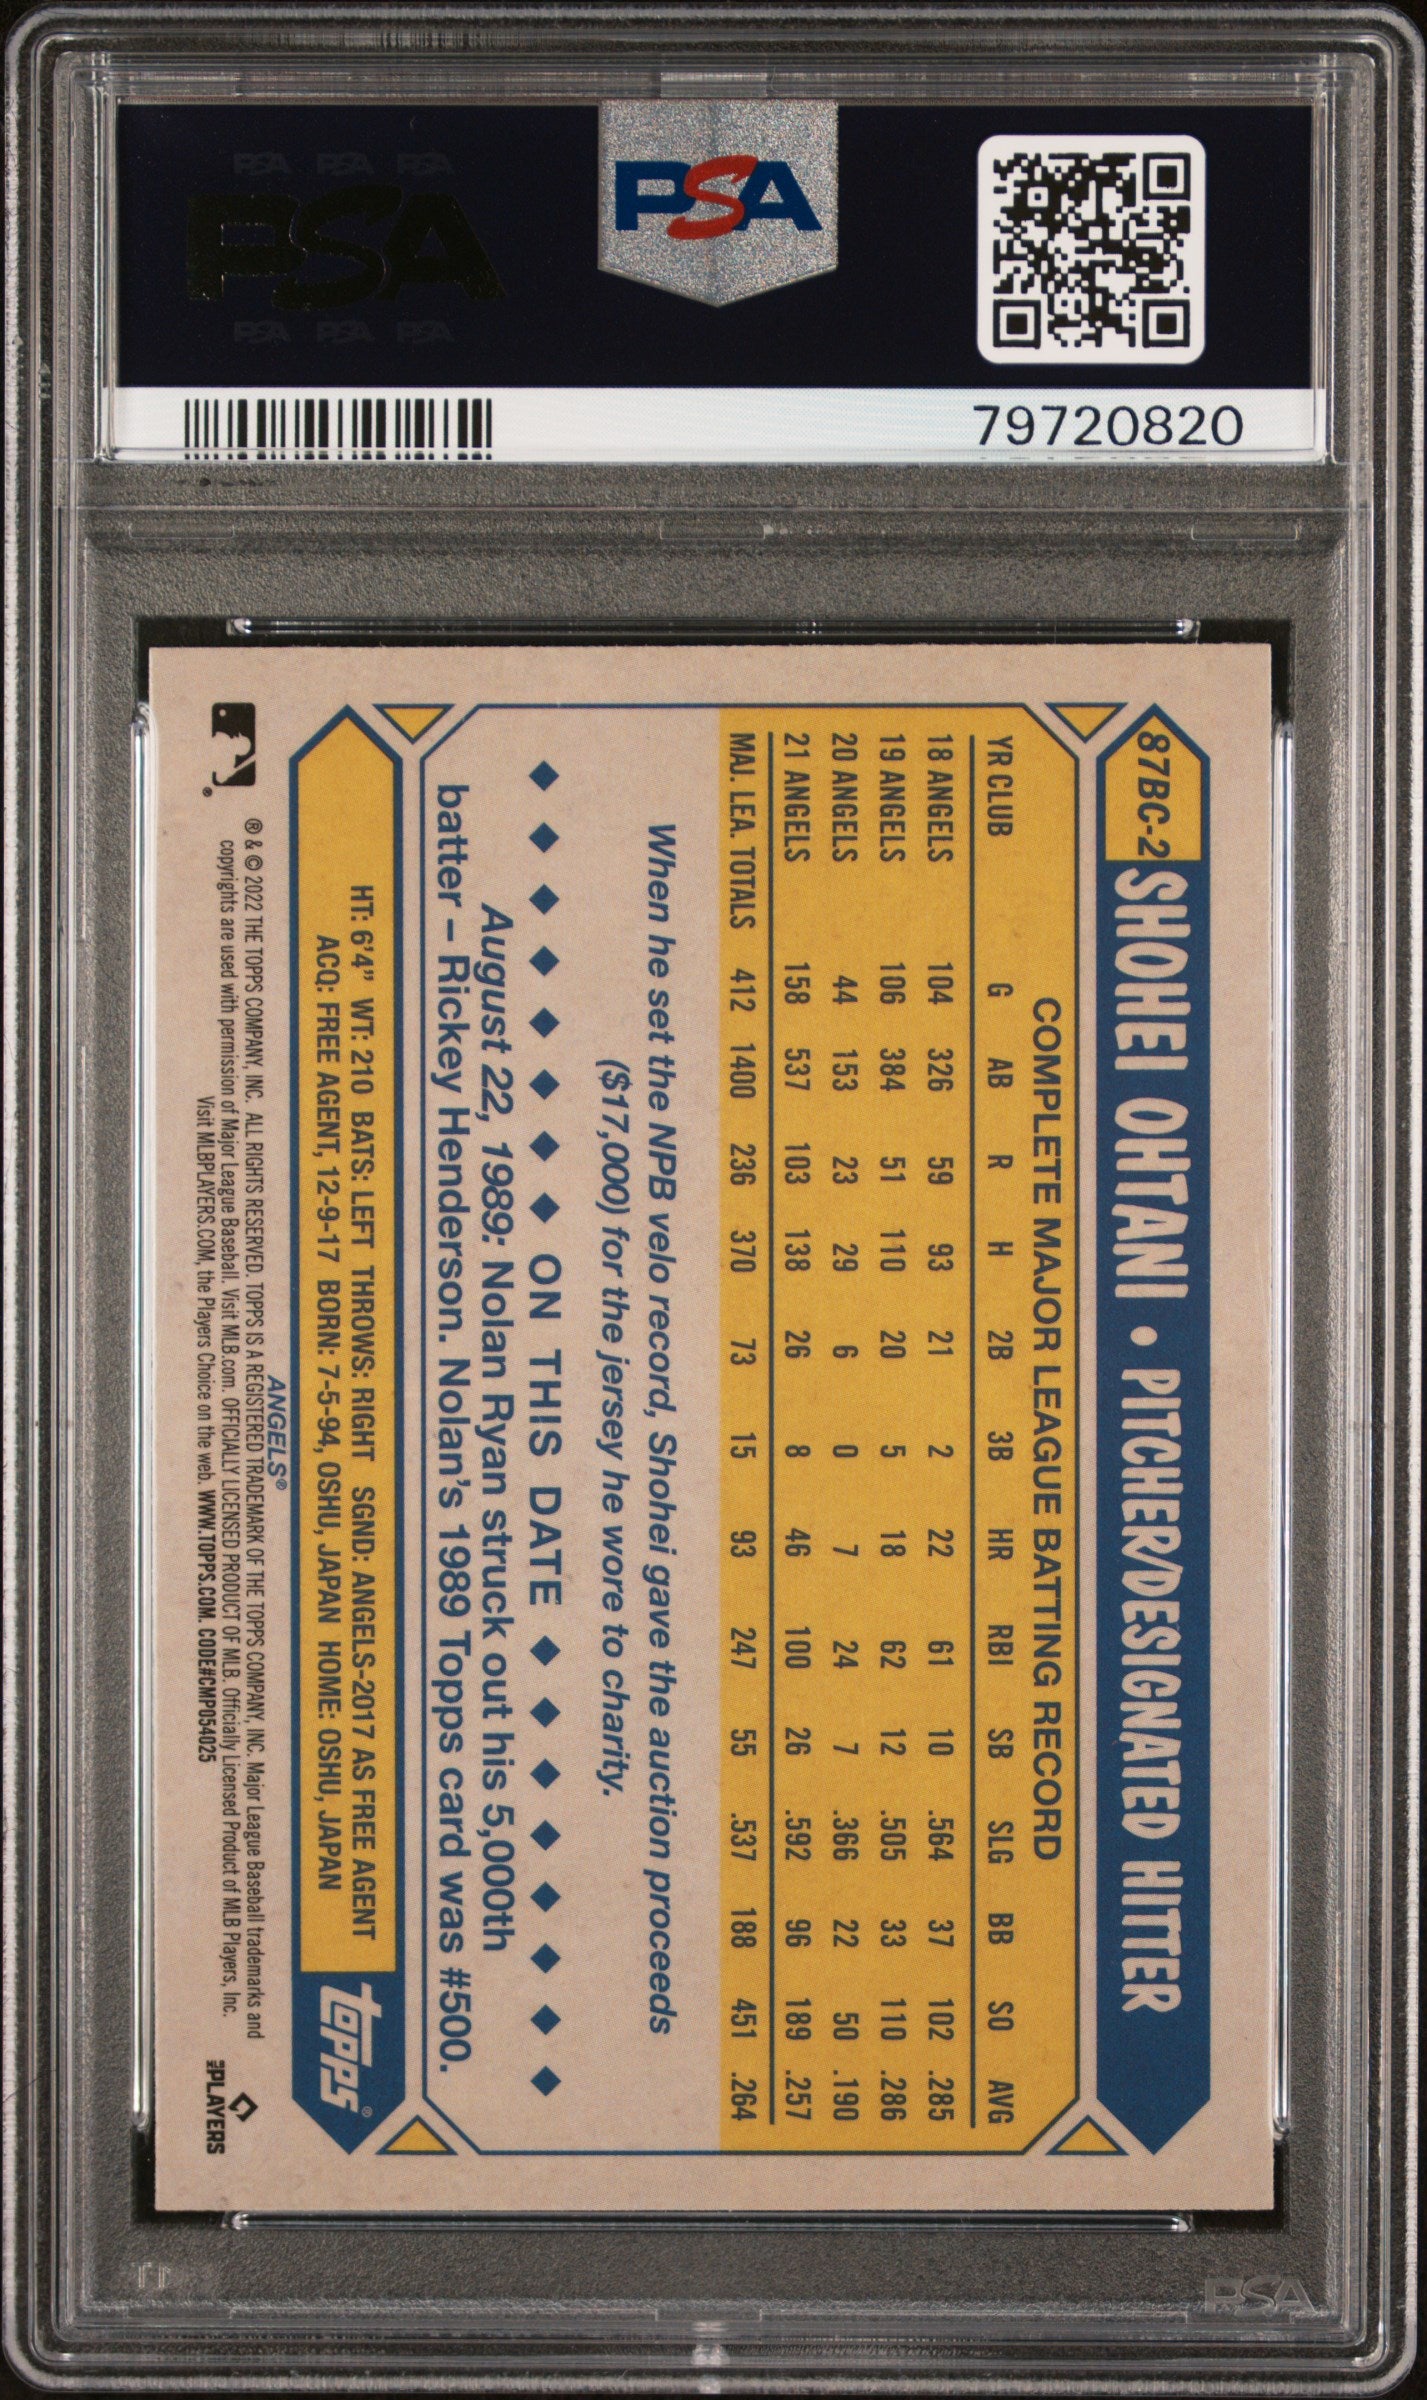 PSA PSA PSA
PSA
PSA PSA PSA
PSA
79720820
87BC-2 SHOHEI OHTANI • PITCHER/DESIGNATED HITTER
COMPLETE MAJOR LEAGUE BATTING RECORD
YR CLUB G AB R H 2B 3B HR RBI SB SLG BB SO AVG
18 ANGELS 104 326 59 93 21 2 22 61 10 .564 37 102 .285
19 ANGELS 106 384 51 110 20 5 18 62 12 .505 33 110 .286
20 ANGELS 44 153 23 29 6 0 7 24 7 .366 22 50 .190
21 ANGELS 158 537 103 138 26 8 46 100 26 .592 96 189 .257
MAJ. LEA. TOTALS 412 1400 236 370 73 15 93 247 55 .537 188 451 .264
When he set the NPB velo record, Shohei gave the auction proceeds
($17,000) for the jersey he wore to charity.
ON THIS DATE
August 22, 1989: Nolan Ryan struck out his 5,000th
batter – Rickey Henderson. Nolan's 1989 Topps card was #500.
HT: 6'4" WT: 210 BATS: LEFT THROWS: RIGHT SGND: ANGELS-2017 AS FREE AGENT
ACQ: FREE AGENT, 12-9-17 BORN: 7-5-94, OSHU, JAPAN HOME: OSHU, JAPAN
topps®
ANGELS®
® & © 2022 THE TOPPS COMPANY, INC. ALL RIGHTS RESERVED. TOPPS IS A REGISTERED TRADEMARK OF THE TOPPS COMPANY, INC. Major League Baseball trademarks and
copyrights are used with permission of Major League Baseball. Visit MLB.com. OFFICIALLY LICENSED PRODUCT OF MLB. Officially Licensed Product of MLB Players, Inc.
Visit MLBPLAYERS.COM, the Players Choice on the web. WWW.TOPPS.COM. CODE#CMP054025
MLB PLAYERS
PSA